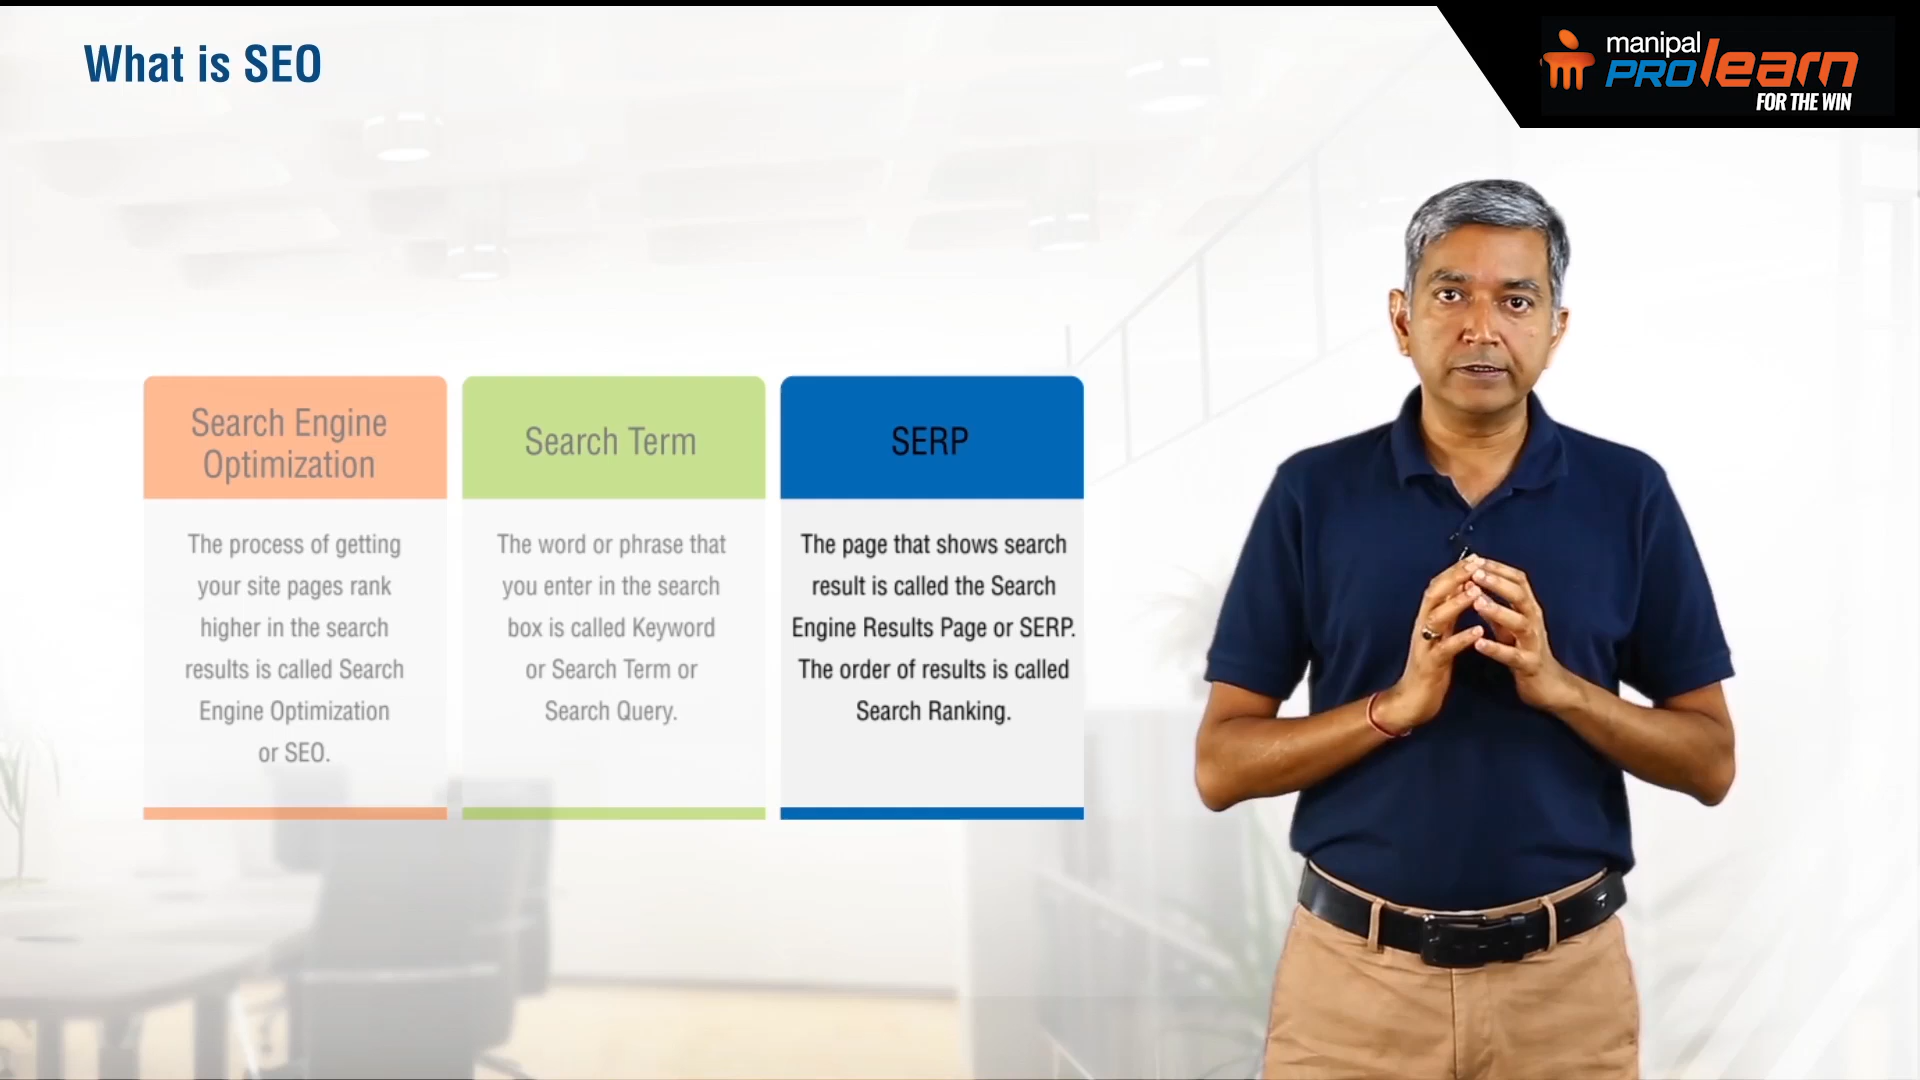 What is SEO
manipal
PRO learn
FOR THE WIN
Search Engine
Optimization
The process of getting
your site pages rank
higher in the search
results is called Search
Engine Optimization
or SEO.
Search Term
The word or phrase that
you enter in the search
box is called Keyword
or Search Term or
Search Query.
SERP
The page that shows search
result is called the Search
Engine Results Page or SERP.
The order of results is called
Search Ranking.